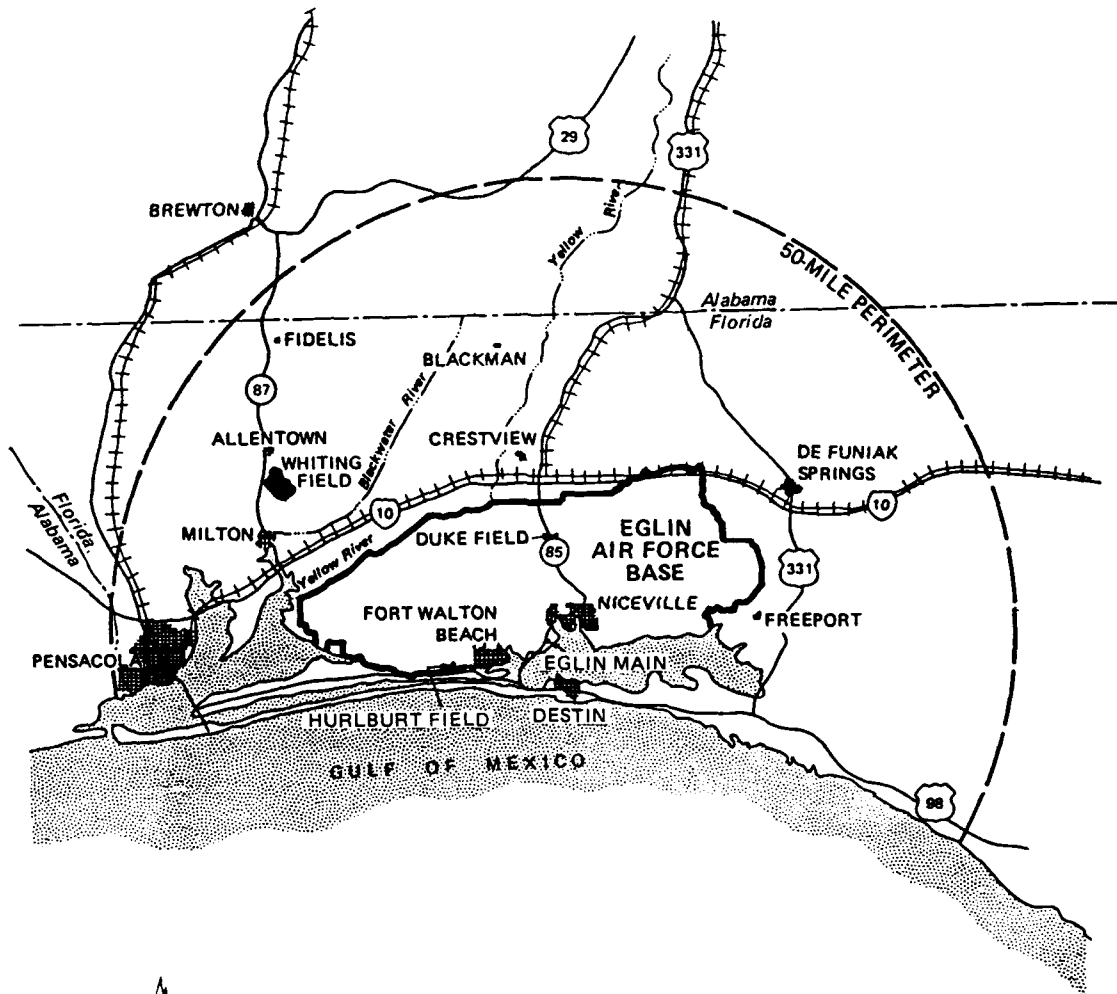 29
331
BREWTON
Yellow River
50-MILE PERIMETER
Alabama
Florida
FIDELIS
BLACKMAN
87
Blackwater River
ALLENTOWN
CRESTVIEW
WHITING
FIELD
DE FUNIAK
SPRINGS
Florida
Alabama
10
10
MILTON
DUKE FIELD
EGLIN
AIR FORCE
BASE
85
Yellow River
331
NICEVILLE
FORT WALTON
BEACH
FREEPORT
PENSACOLA
EGLIN MAIN
HURLBURT FIELD
DESTIN
GULF OF MEXICO
98